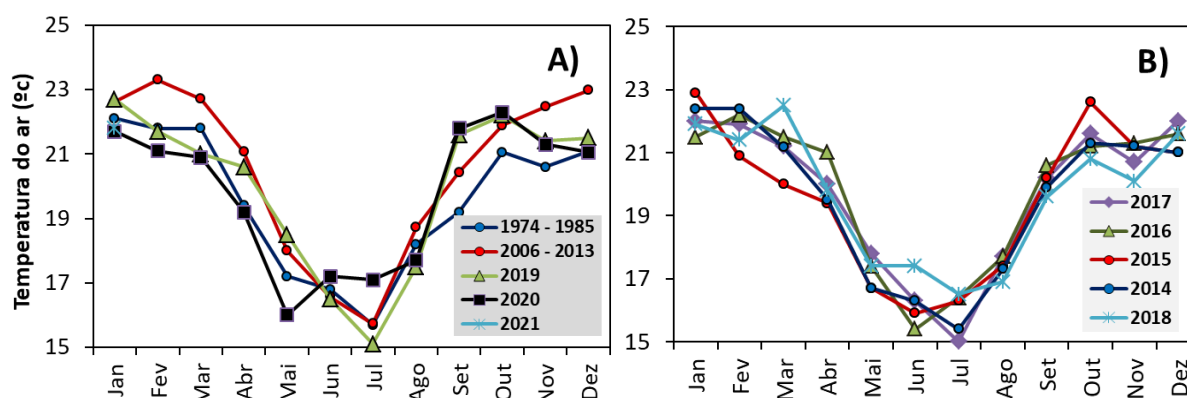 Temperatura do ar (ºc)
A)
25
23
21
19
17
15
1974 - 1985
2006 - 2013
2019
2020
2021
Jan Fev Mar Abr Mai Jun Jul Ago Set Out Nov Dez
B)
25
23
21
19
17
15
2017
2016
2015
2014
2018
Jan Fev Mar Abr Mai Jun Jul Ago Set Out Nov Dez